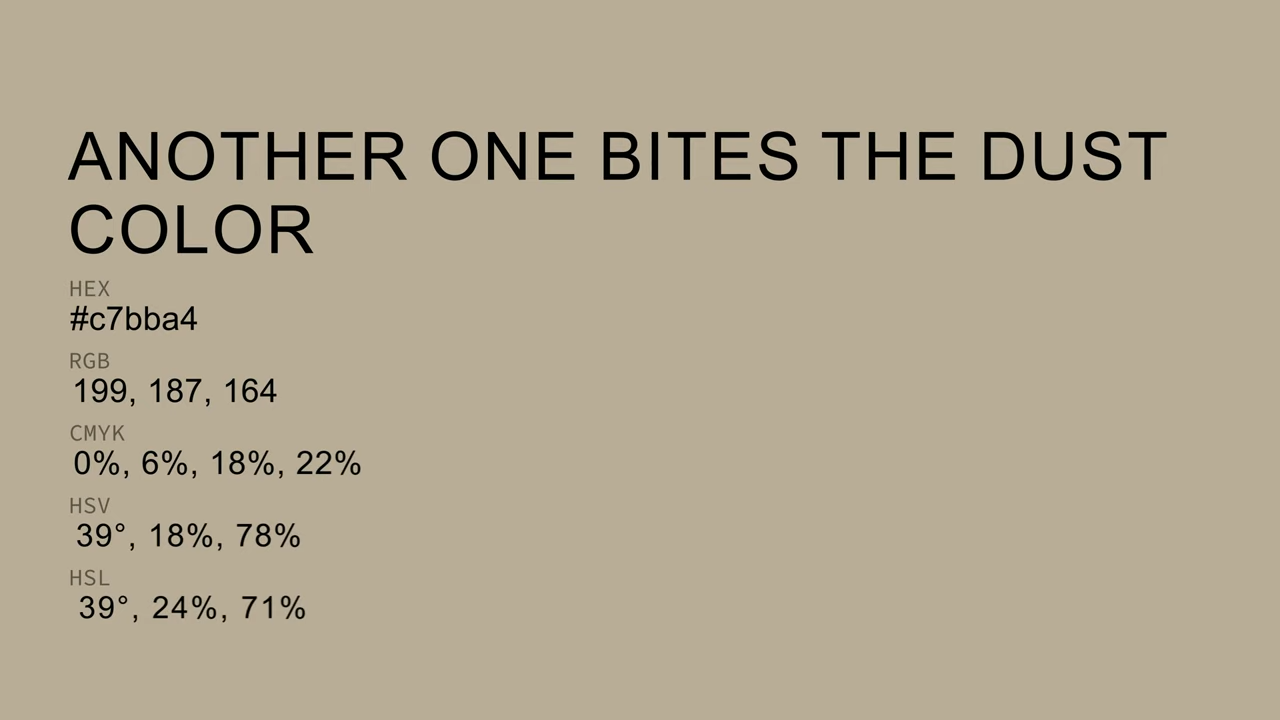 ANOTHER ONE BITES THE DUST
COLOR
HEX
#c7bba4
RGB
199, 187, 164
CMYK
0%, 6%, 18%, 22%
HSV
39°, 18%, 78%
HSL
39°, 24%, 71%